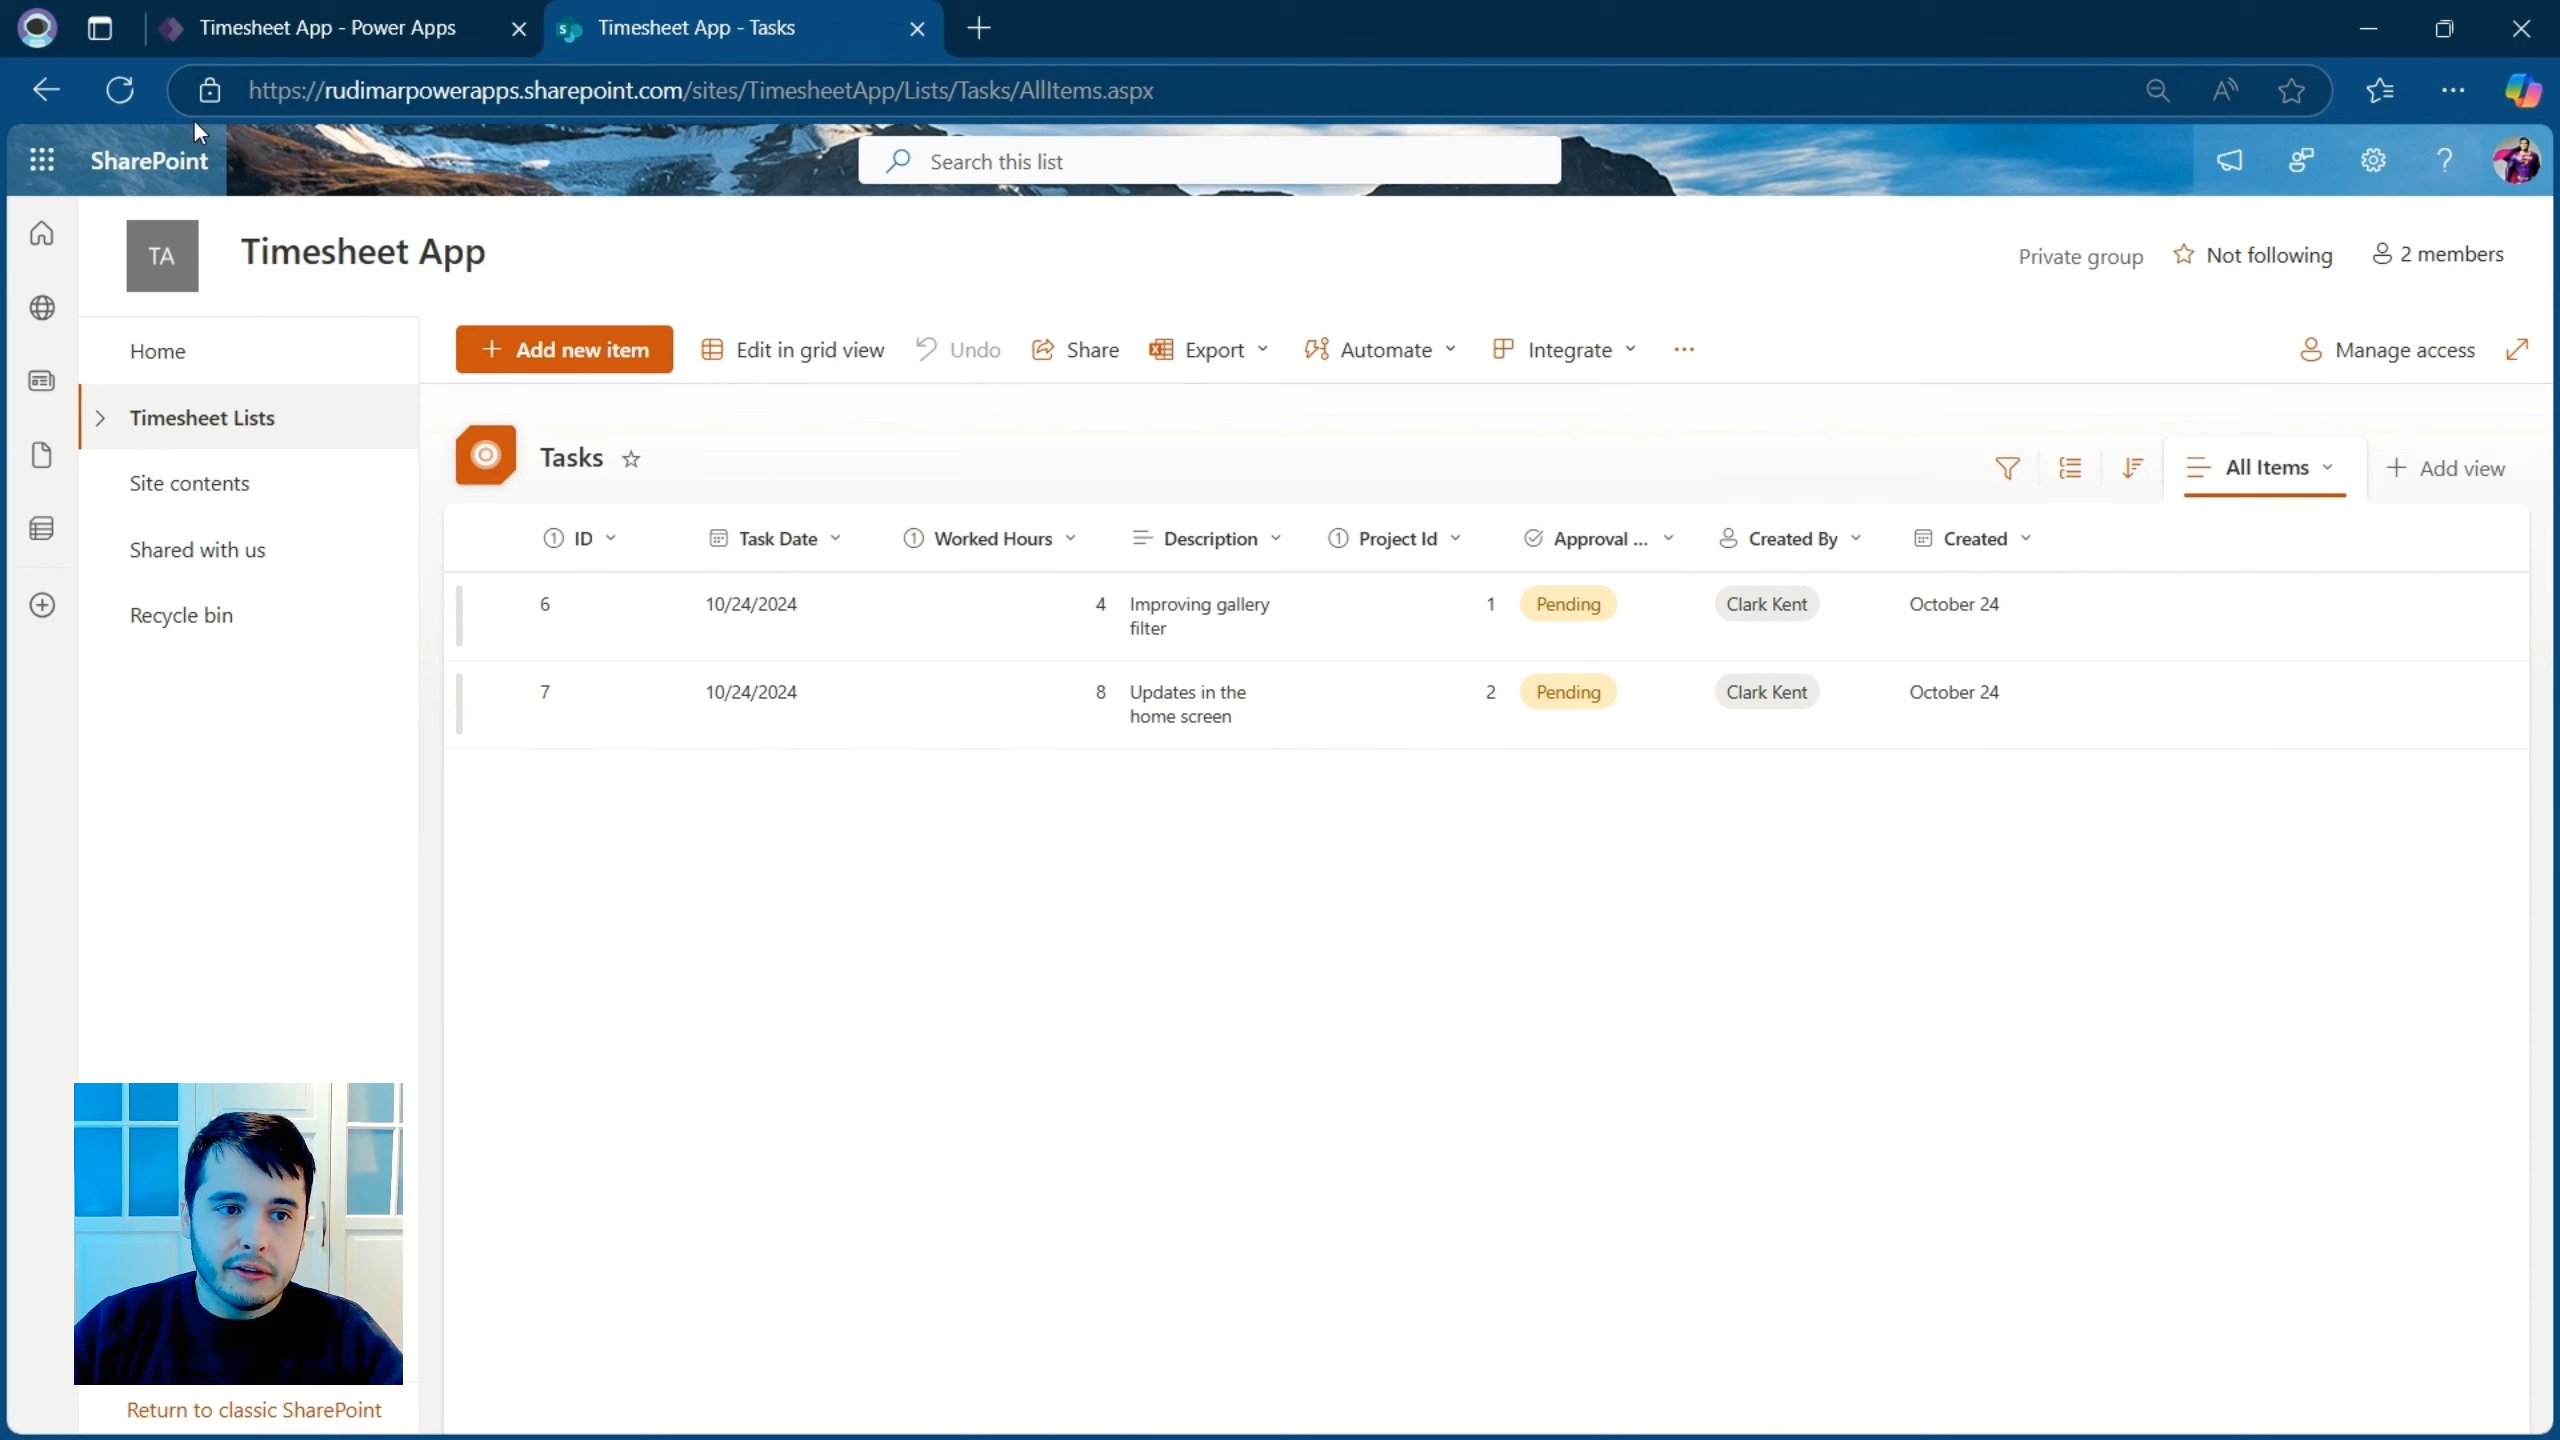 Timesheet App - Power Apps
Timesheet App - Tasks
https://rudimarpowerapps.sharepoint.com/sites/TimesheetApp/Lists/Tasks/AllItems.aspx
SharePoint
Search this list
TA
Timesheet App
Private group
Not following
2 members
Home
Timesheet Lists
Site contents
Shared with us
Recycle bin
Return to classic SharePoint
Add new item
Edit in grid view
Undo
Share
Export
Automate
Integrate
Manage access
Tasks
All Items
Add view
ID Task Date Worked Hours Description Project Id Approval ... Created By Created
6 10/24/2024 4 Improving gallery 1 Pending Clark Kent October 24
filter
7 10/24/2024 8 Updates in the 2 Pending Clark Kent October 24
home screen